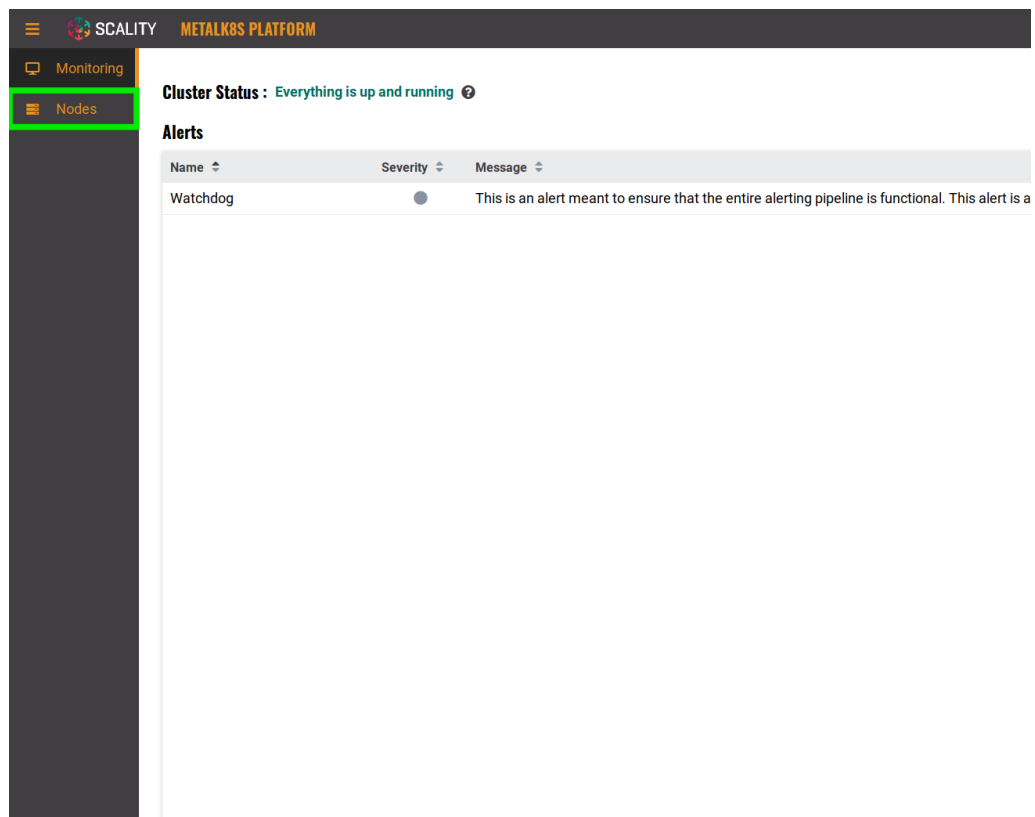 SCALITY METALK8S PLATFORM
Monitoring
Nodes
Cluster Status : Everything is up and running
Alerts
Name Severity Message
Watchdog This is an alert meant to ensure that the entire alerting pipeline is functional. This alert is a